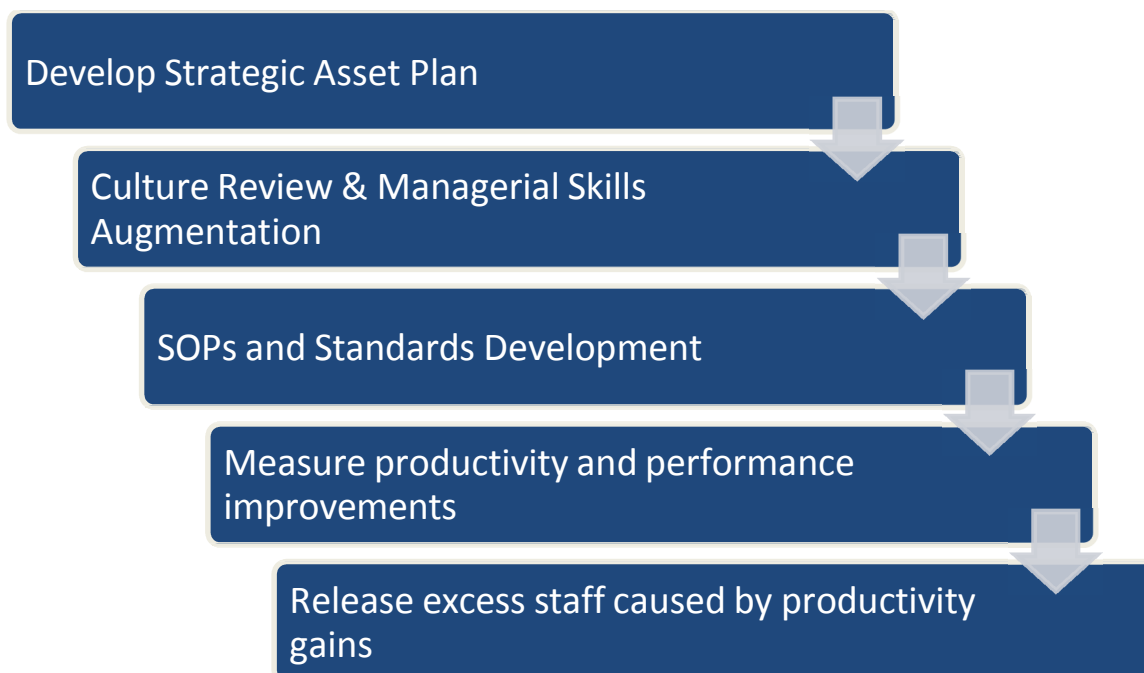 Develop Strategic Asset Plan
Culture Review & Managerial Skills
Augmentation
SOPs and Standards Development
Measure productivity and performance
improvements
Release excess staff caused by productivity
gains